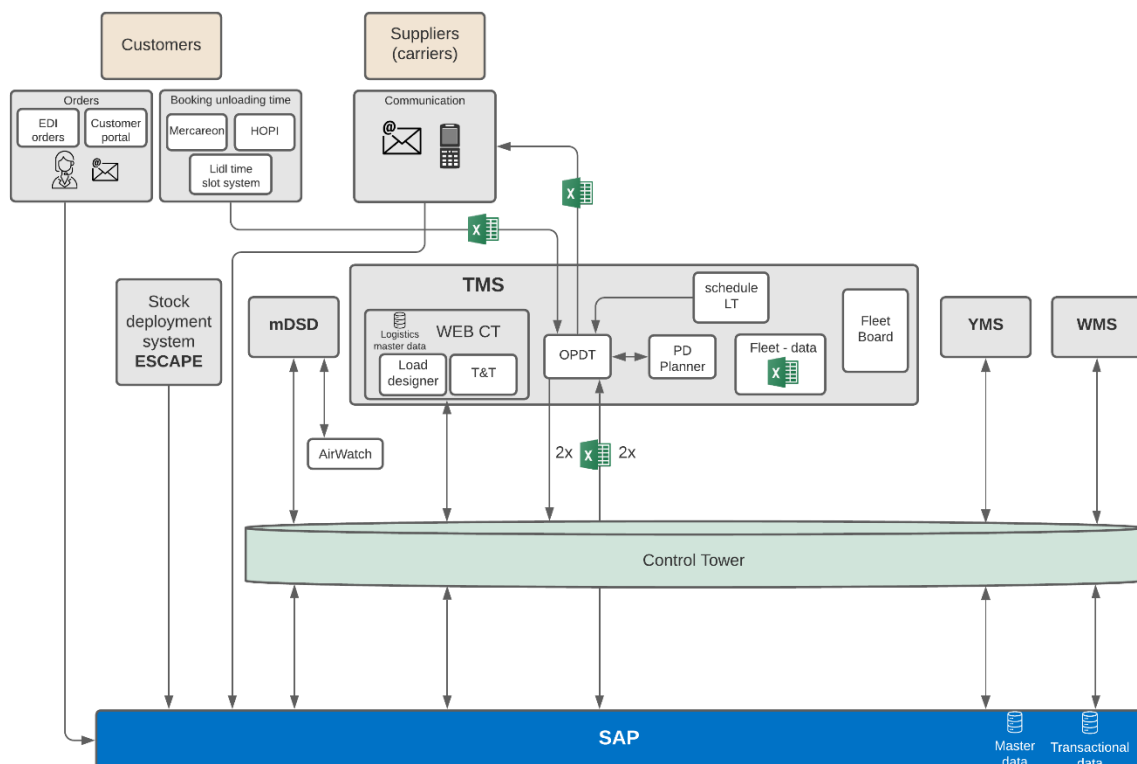 Customers
Suppliers
(carriers)
Orders
EDI
orders
Customer
portal
@
Booking unloading time
Mercareon
HOPI
Lidl time
slot system
Communication
@
X
X
Stock
deployment
system
ESCAPE
mDSD
AirWatch
TMS
Logistics
master data
WEB CT
Load
designer
T&T
OPDT
schedule
LT
PD
Planner
Fleet - data
X
Fleet
Board
YMS
WMS
2x
X
2x
Control Tower
SAP
Master
data
Transactional
data